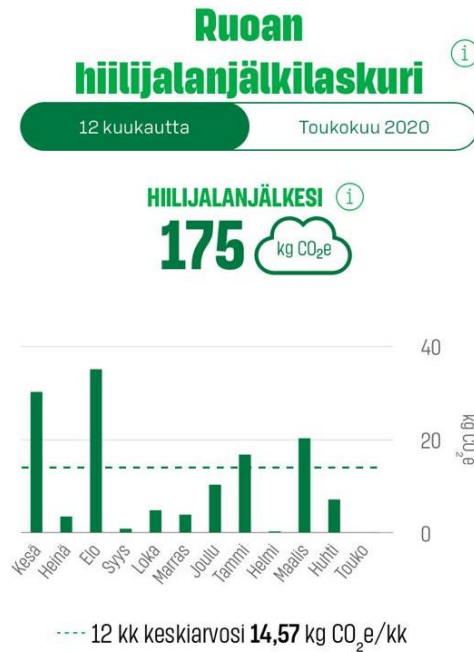 Ruoan
hiilijalanjälkilaskuri
i
12 kuukautta
Toukokuu 2020
HIILIJALANJÄLKESI i
175 kg CO₂e
40
20
0
kg CO₂e
Kesä
Heinä
Elo
Syys
Loka
Marras
Joulu
Tammi
Helmi
Maalis
Huhti
Touko
---- 12 kk keskiarvosi 14,57 kg CO₂e/kk